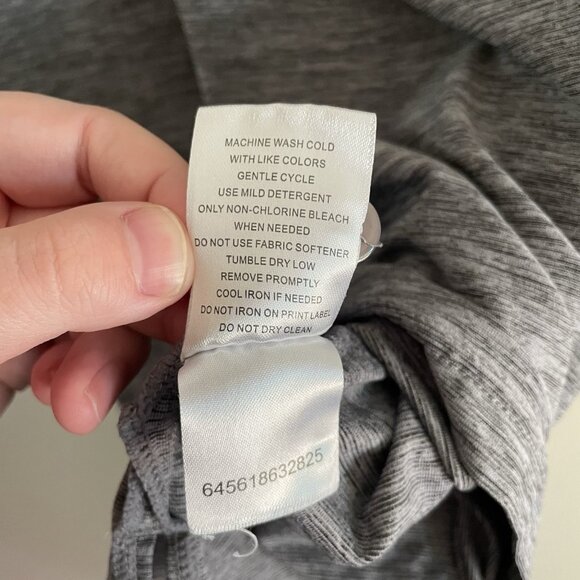 MACHINE WASH COLD
WITH LIKE COLORS
GENTLE CYCLE
USE MILD DETERGENT
ONLY NON-CHLORINE BLEACH
WHEN NEEDED
DO NOT USE FABRIC SOFTENER
TUMBLE DRY LOW
REMOVE PROMPTLY
COOL IRON IF NEEDED
DO NOT IRON ON PRINT LABEL
DO NOT DRY CLEAN
645618632825